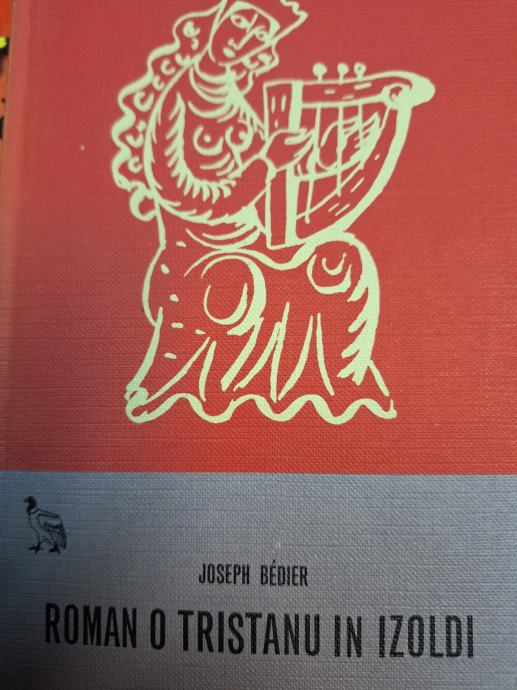 JOSEPH BÉDIER
ROMAN O TRISTANU IN IZOLDI